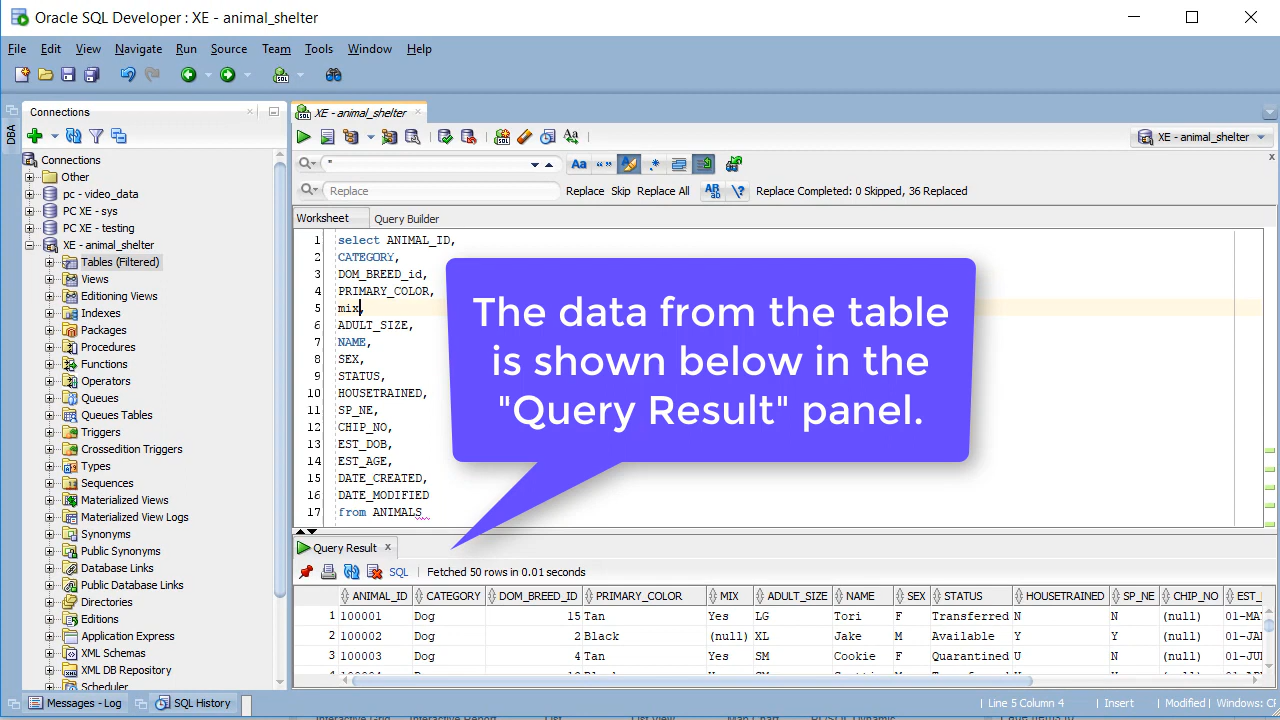 Oracle SQL Developer : XE - animal_shelter
File Edit View Navigate Run Source Team Tools Window Help
DBA
Connections
Connections
Other
pc - video_data
PC XE - sys
PC XE - testing
XE - animal_shelter
Tables (Filtered)
Views
Editioning Views
Indexes
Packages
Procedures
Functions
Operators
Queues
Queues Tables
Triggers
Crossedition Triggers
Types
Sequences
Materialized Views
Materialized View Logs
Synonyms
Public Synonyms
Database Links
Public Database Links
Directories
Editions
Application Express
XML Schemas
XML DB Repository
Scheduler
XE - animal_shelter
XE - animal_shelter
"
Replace Replace Skip Replace All Replace Completed: 0 Skipped, 36 Replaced
Worksheet Query Builder
1 select ANIMAL_ID,
2 CATEGORY,
3 DOM_BREED_id,
4 PRIMARY_COLOR,
5 mix,
6 ADULT_SIZE,
7 NAME,
8 SEX,
9 STATUS,
10 HOUSETRAINED,
11 SP_NE,
12 CHIP_NO,
13 EST_DOB,
14 EST_AGE,
15 DATE_CREATED,
16 DATE_MODIFIED
17 from ANIMALS
The data from the table
is shown below in the
"Query Result" panel.
Query Result
SQL Fetched 50 rows in 0.01 seconds
ANIMAL_ID CATEGORY DOM_BREED_ID PRIMARY_COLOR MIX ADULT_SIZE NAME SEX STATUS HOUSETRAINED SP_NE CHIP_NO EST_
1 100001 Dog 15 Tan Yes LG Tori F Transferred N N (null) 01-MAY
2 100002 Dog 2 Black (null) XL Jake M Available Y Y (null) 01-JAN
3 100003 Dog 4 Tan Yes SM Cookie F Quarantined U N (null) 01-JUN
Messages - Log SQL History
Line 5 Column 4 Insert Modified Windows: C